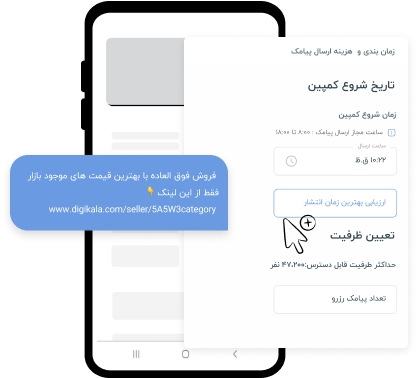 زمان بندی و هزینه ارسال پیامک
تاریخ شروع کمپین
زمان شروع کمپین
ساعت مجاز ارسال پیامک : ۸:۰۰ تا ۱۸:۰۰
ساعت ارسال
۱۰:۲۲ ق.ظ
ارزیابی بهترین زمان انتشار
تعیین ظرفیت
حداکثر ظرفیت قابل دسترس:۴۷,۲۰۰ نفر
تعداد پیامک رزرو
فروش فوق العاده با بهترین قیمت های موجود بازار
فقط از این لینک 👇
www.digikala.com/seller/5A5W3category